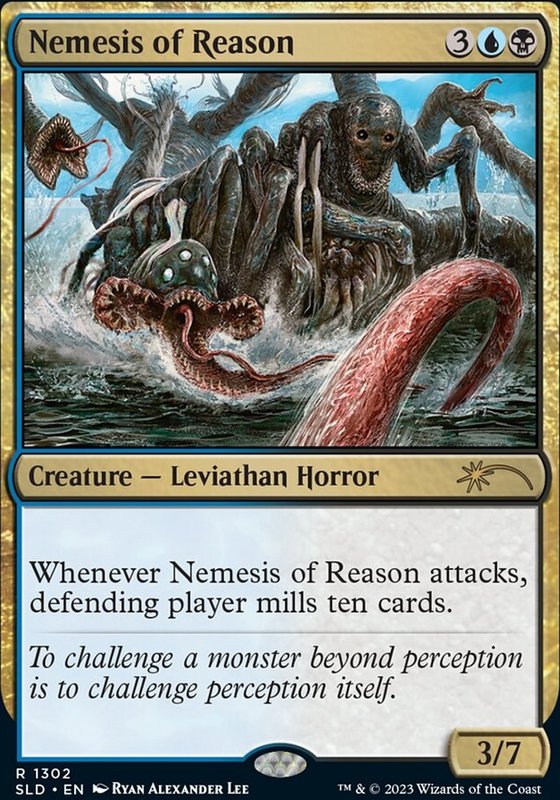 Nemesis of Reason
3
Creature — Leviathan Horror
Whenever Nemesis of Reason attacks,
defending player mills ten cards.
To challenge a monster beyond perception
is to challenge perception itself.
3/7
R 1302
SLD • EN Ryan Alexander Lee
™ & © 2023 Wizards of the Coast